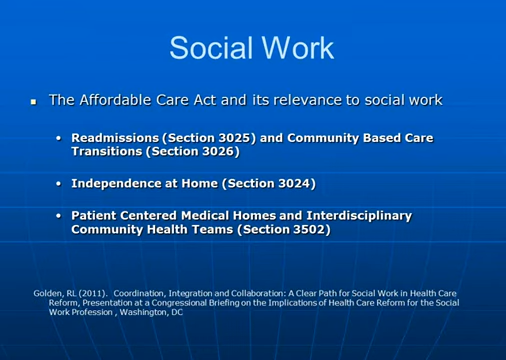 Social Work
▪ The Affordable Care Act and its relevance to social work
• Readmissions (Section 3025) and Community Based Care
Transitions (Section 3026)
• Independence at Home (Section 3024)
• Patient Centered Medical Homes and Interdisciplinary
Community Health Teams (Section 3502)
Golden, RL (2011). Coordination, Integration and Collaboration: A Clear Path for Social Work in Health Care
Reform, Presentation at a Congressional Briefing on the Implications of Health Care Reform for the Social
Work Profession , Washington, DC